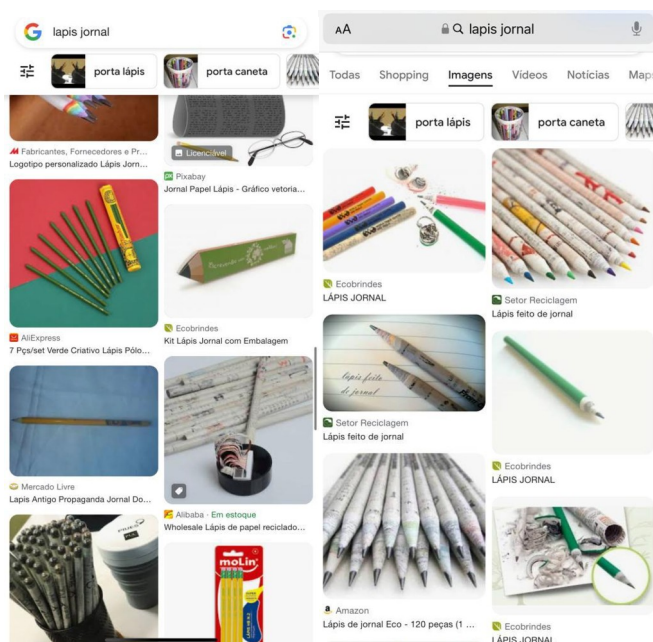 lapis jornal
porta lápis
porta caneta
Fabricantes, Fornecedores e Pr...
Logotipo personalizado Lápis Jorn...
Licenciável
Pixabay
Jornal Papel Lápis - Gráfico vetoria...
AliExpress
7 Pçs/set Verde Criativo Lápis Pólo...
Ecobrindes
Kit Lápis Jornal com Embalagem
Mercado Livre
Lapis Antigo Propaganda Jornal Do...
Alibaba · Em estoque
Wholesale Lápis de papel reciclado...
moLin
AA
lapis jornal
Todas Shopping Imagens Vídeos Notícias Map
porta lápis
porta caneta
Ecobrindes
LÁPIS JORNAL
Setor Reciclagem
Lápis feito de jornal
lápis feito
de jornal
Setor Reciclagem
Lápis feito de jornal
Ecobrindes
LÁPIS JORNAL
Amazon
Lápis de jornal Eco - 120 peças (1 ...
Ecobrindes
LÁPIS JORNAL